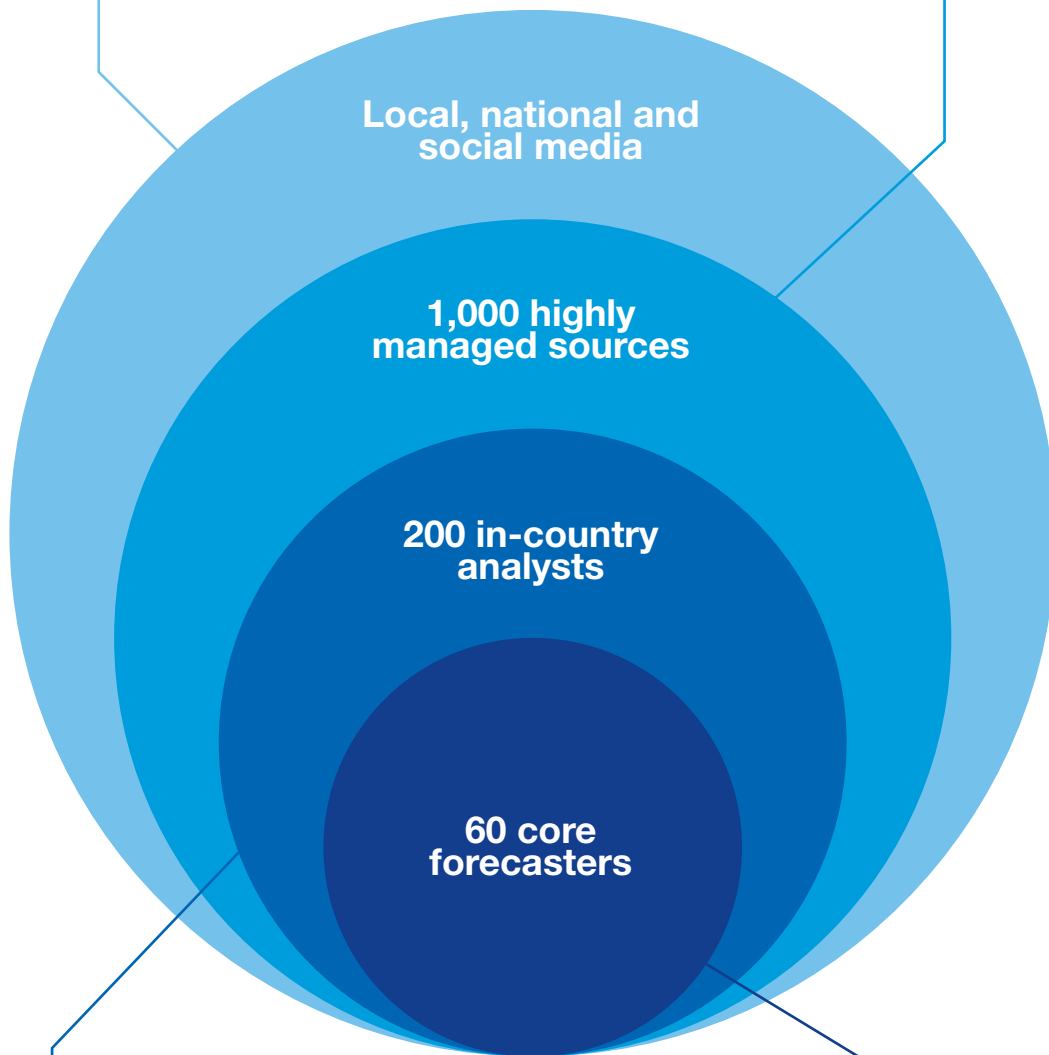 Local, national and
social media
1,000 highly
managed sources
200 in-country
analysts
60 core
forecasters